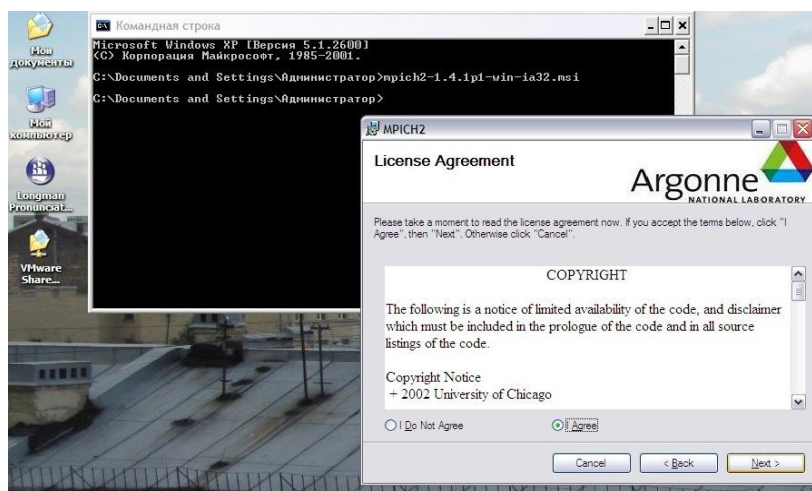 Мои документы
Мой компьютер
Longman
Pronunciat...
VMware
Share...
Командная строка
Microsoft Windows XP [Версия 5.1.2600]
(С) Корпорация Майкрософт, 1985-2001.
C:\Documents and Settings\Администратор>mpich2-1.4.1p1-win-ia32.msi
C:\Documents and Settings\Администратор>
MPICH2
License Agreement
Argonne
NATIONAL LABORATORY
Please take a moment to read the license agreement now. If you accept the terms below, click "I
Agree", then "Next". Otherwise click "Cancel".
COPYRIGHT
The following is a notice of limited availability of the code, and disclaimer
which must be included in the prologue of the code and in all source
listings of the code.
Copyright Notice
+ 2002 University of Chicago
I Do Not Agree
I Agree
Cancel
< Back
Next >